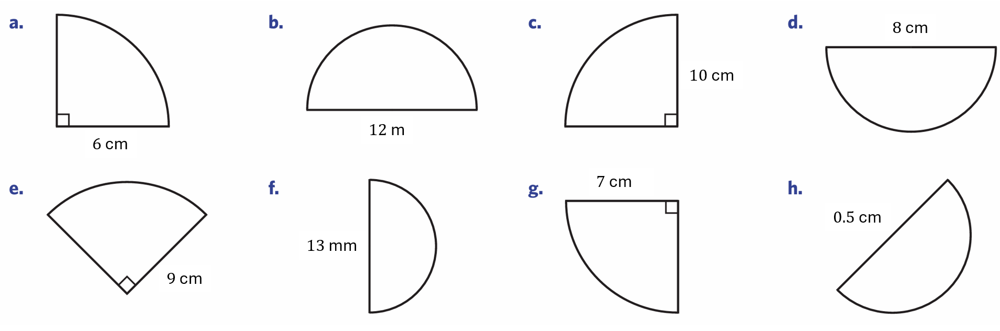 a.
6 cm
b.
12 m
c.
10 cm
d.
8 cm
e.
9 cm
f.
13 mm
g.
7 cm
h.
0.5 cm